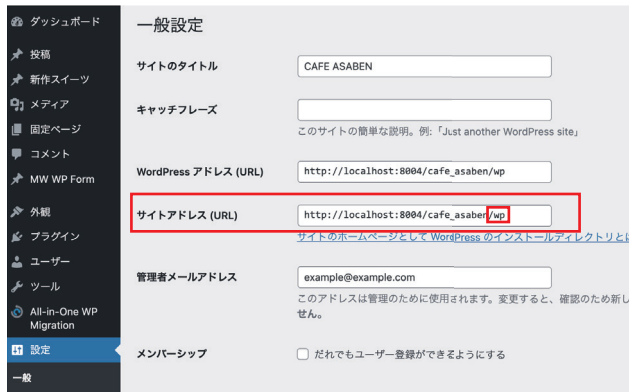 ダッシュボード
投稿
新作スイーツ
メディア
固定ページ
コメント
MW WP Form
外観
プラグイン
ユーザー
ツール
All-in-One WP
Migration
設定
一般
一般設定
サイトのタイトル
CAFE ASABEN
キャッチフレーズ
このサイトの簡単な説明。例:「Just another WordPress site」
WordPress アドレス (URL)
http://localhost:8004/cafe_asaben/wp
サイトアドレス (URL)
http://localhost:8004/cafe_asaben/wp
サイトのホームページとして WordPress のインストールディレクトリとは
管理者メールアドレス
example@example.com
このアドレスは管理のために使用されます。変更すると、確認のため新し
せん。
メンバーシップ
だれでもユーザー登録ができるようにする